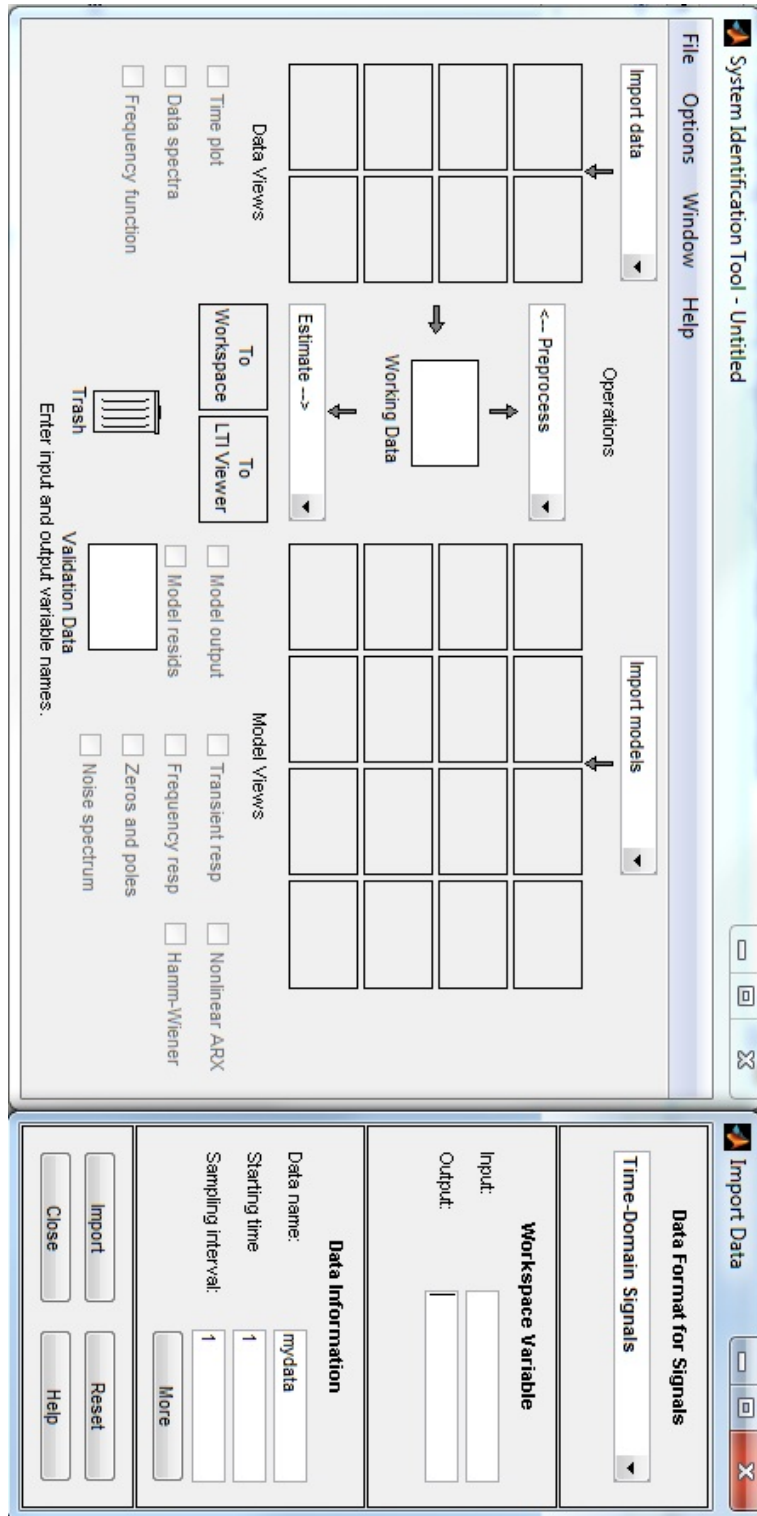 System Identification Tool - Untitled
File Options Window Help
Import data
Operations
Import models
<-- Preprocess
Working Data
Estimate -->
Data Views
To Workspace
To LTI Viewer
Model Views
Time plot
Data spectra
Frequency function
Model output
Model resids
Transient resp
Frequency resp
Zeros and poles
Noise spectrum
Nonlinear ARX
Hamm-Wiener
Trash
Validation Data
Enter input and output variable names.
Import Data
Data Format for Signals
Time-Domain Signals
Workspace Variable
Input:
Output:
Data Information
Data name: mydata
Starting time 1
Sampling interval: 1
More
Import Reset
Close Help